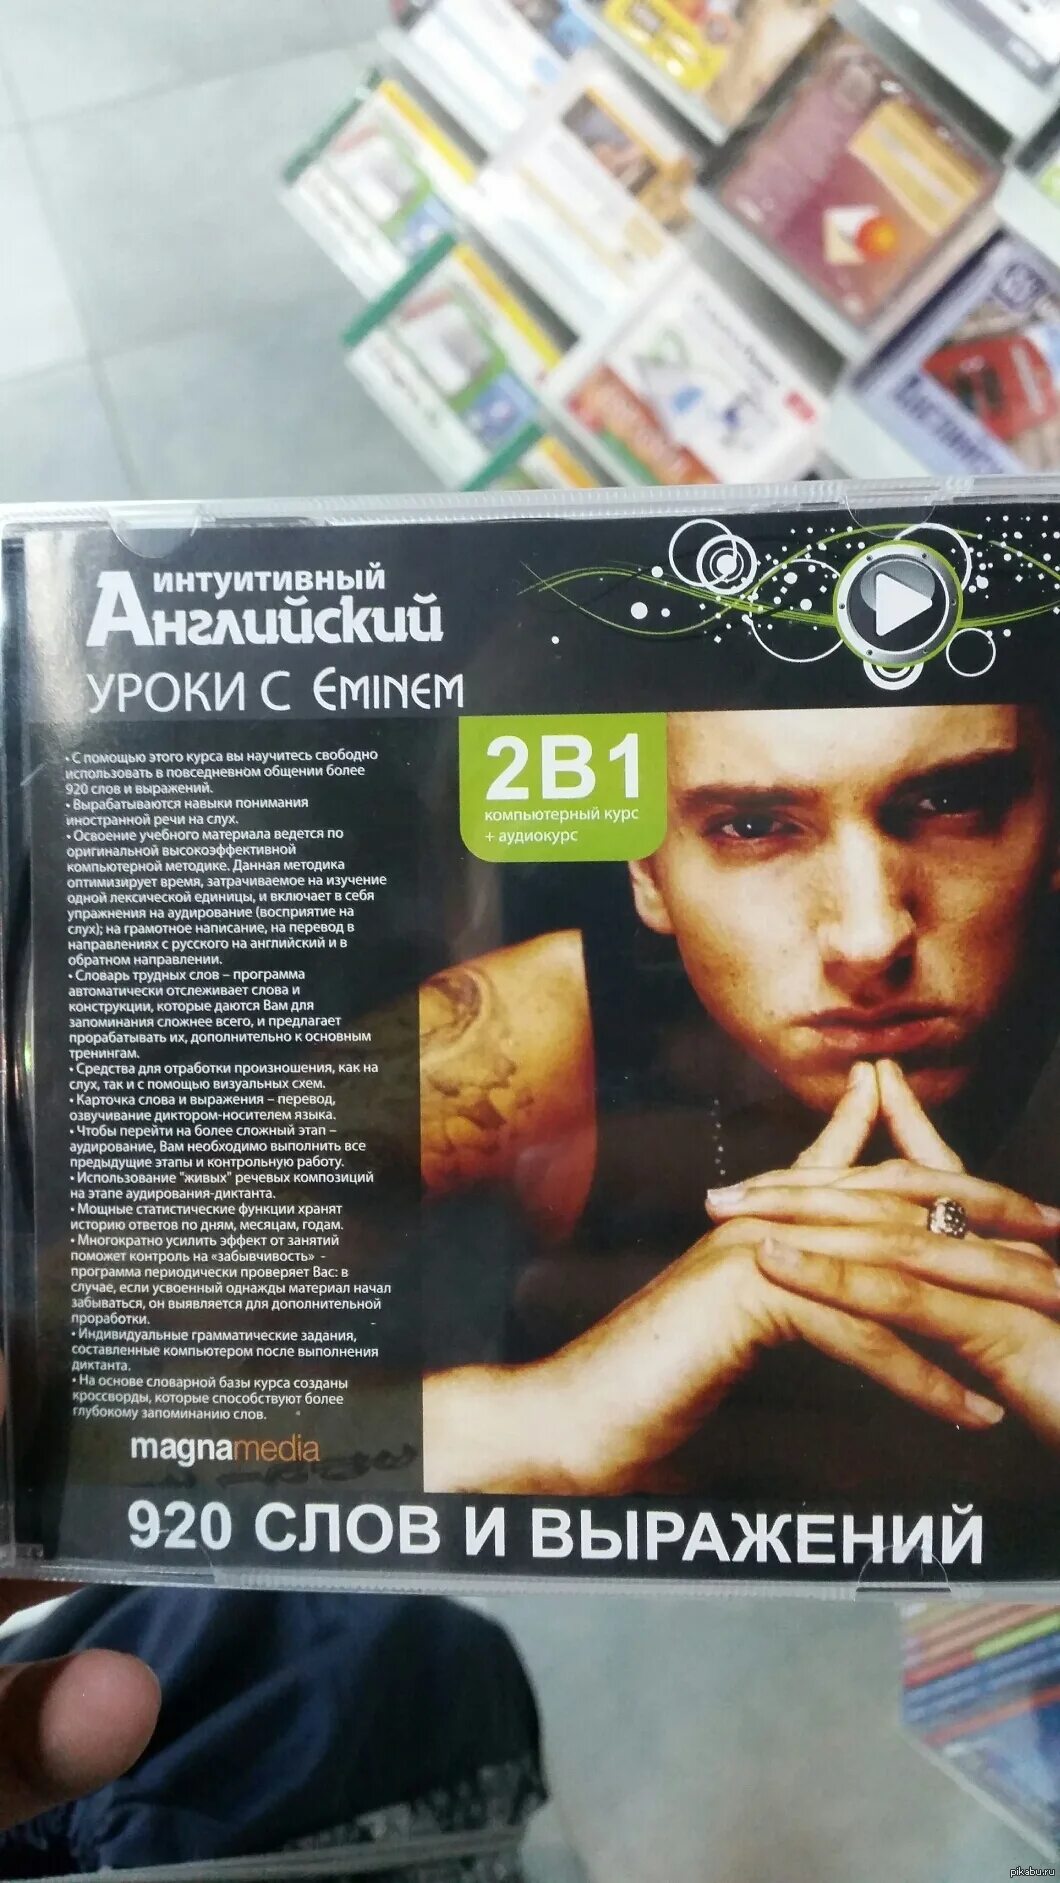 интуитивный
Английский
УРОКИ С EMINEM
2В1
компьютерный курс
+ аудиокурс
• С помощью этого курса вы научитесь свободно
использовать в повседневном общении более
920 слов и выражений.
• Вырабатываются навыки понимания
иностранной речи на слух.
• Освоение учебного материала ведется по
оригинальной высокоэффективной
компьютерной методике. Данная методика
оптимизирует время, затрачиваемое на изучение
одной лексической единицы, и включает в себя
упражнения на аудирование (восприятие на
слух); на грамотное написание, на перевод в
направлениях с русского на английский и в
обратном направлении.
• Словарь трудных слов – программа
автоматически отслеживает слова и
конструкции, которые даются Вам для
запоминания сложнее всего, и предлагает
прорабатывать их, дополнительно к основным
тренингам.
• Средства для отработки произношения, как на
слух, так и с помощью визуальных схем.
• Карточка слова и выражения – перевод,
озвучивание диктором-носителем языка.
• Чтобы перейти на более сложный этап –
аудирование, Вам необходимо выполнить все
предыдущие этапы и контрольную работу.
• Использование "живых" речевых композиций
на этапе аудирования-диктанта.
• Мощные статистические функции хранят
историю ответов по дням, месяцам, годам.
• Многократно усилить эффект от занятий
поможет контроль на «забывчивость» -
программа периодически проверяет Вас: в
случае, если усвоенный однажды материал начал
забываться, он выявляется для дополнительной
проработки.
• Индивидуальные грамматические задания,
составленные компьютером после выполнения
диктанта.
• На основе словарной базы курса созданы
кроссворды, которые способствуют более
глубокому запоминанию слов.
magnamedia
920 СЛОВ И ВЫРАЖЕНИЙ
pikabu.ru